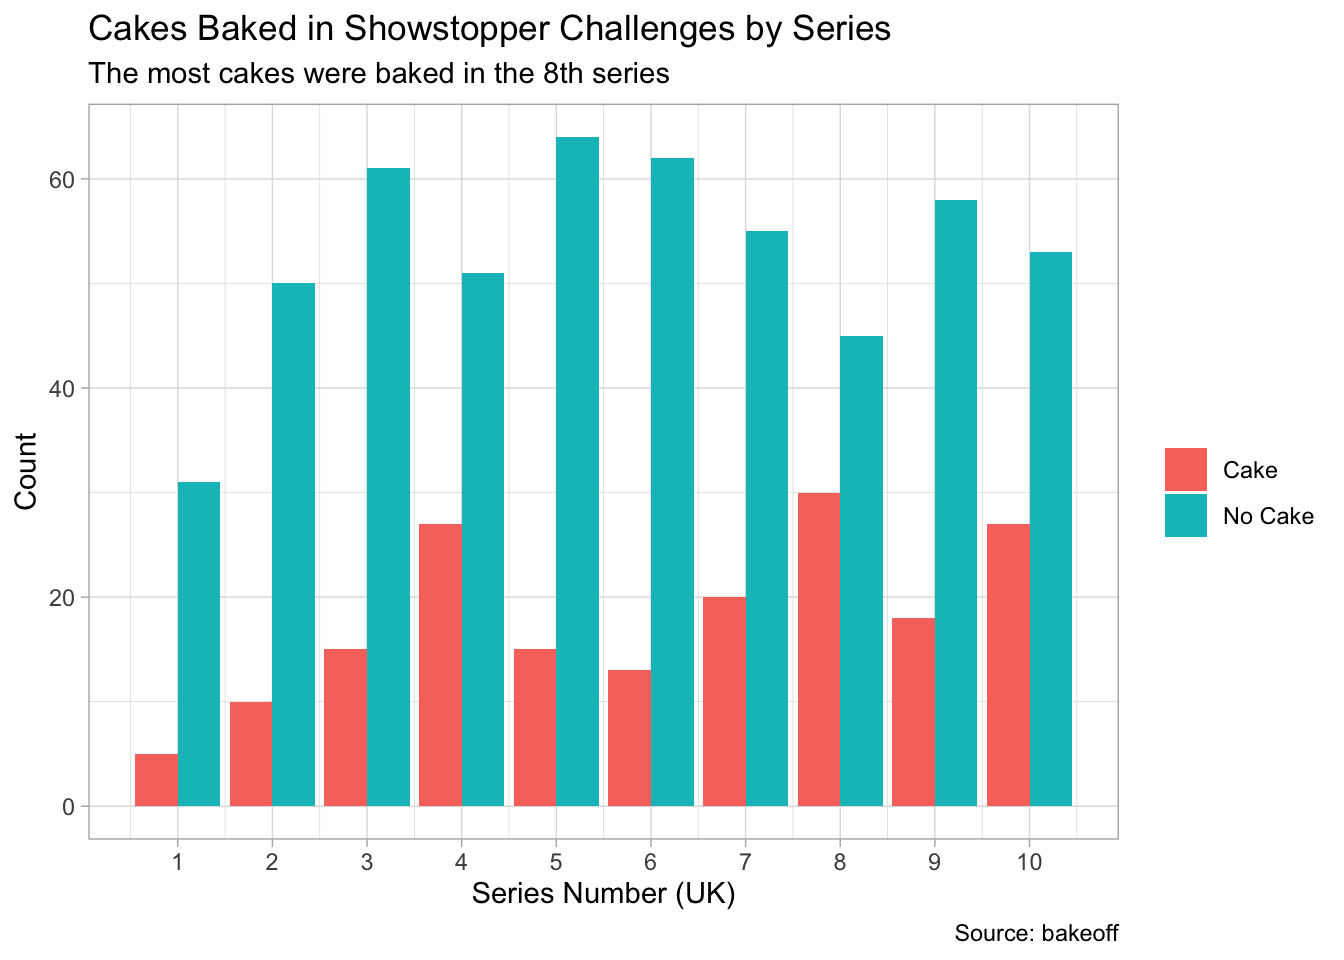 Cakes Baked in Showstopper Challenges by Series
The most cakes were baked in the 8th series
60
40
20
0
Count
1 2 3 4 5 6 7 8 9 10
Series Number (UK)
Cake
No Cake
Source: bakeoff